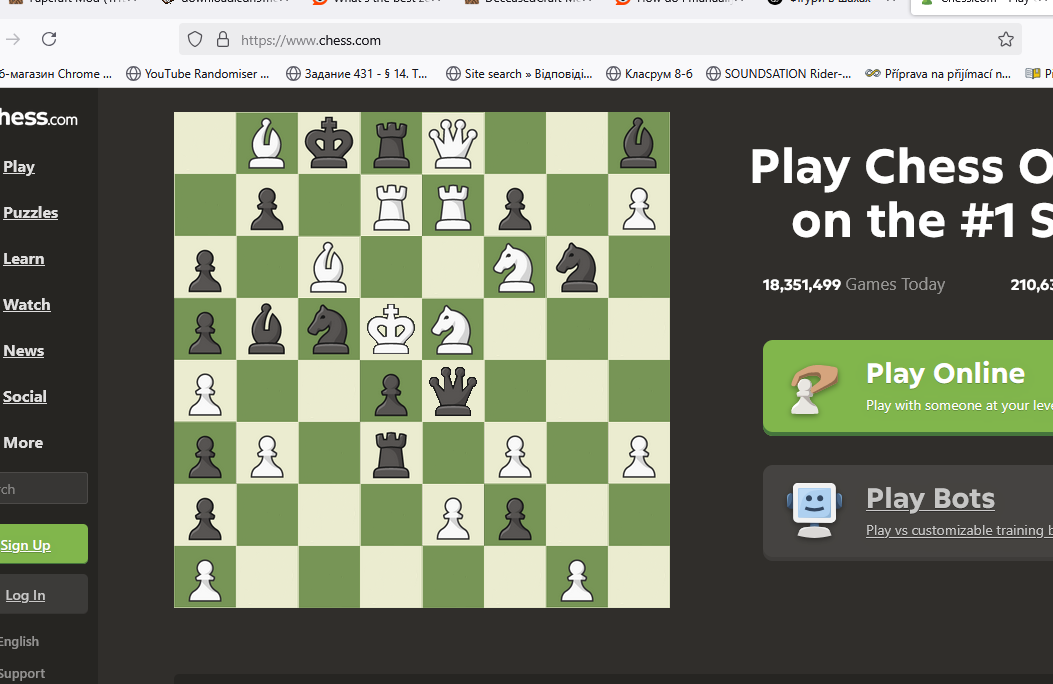 https://www.chess.com
б-магазин Chrome ...
YouTube Randomiser ...
Задание 431 - § 14. Т...
Site search » Відповіді...
Класрум 8-6
SOUNDSATION Rider-...
Příprava na přijímací n...
hess.com
Play
Puzzles
Learn
Watch
News
Social
More
rch
Sign Up
Log In
English
Support
Play Chess O
on the #1 S
18,351,499 Games Today
210,63
Play Online
Play with someone at your leve
Play Bots
Play vs customizable training b